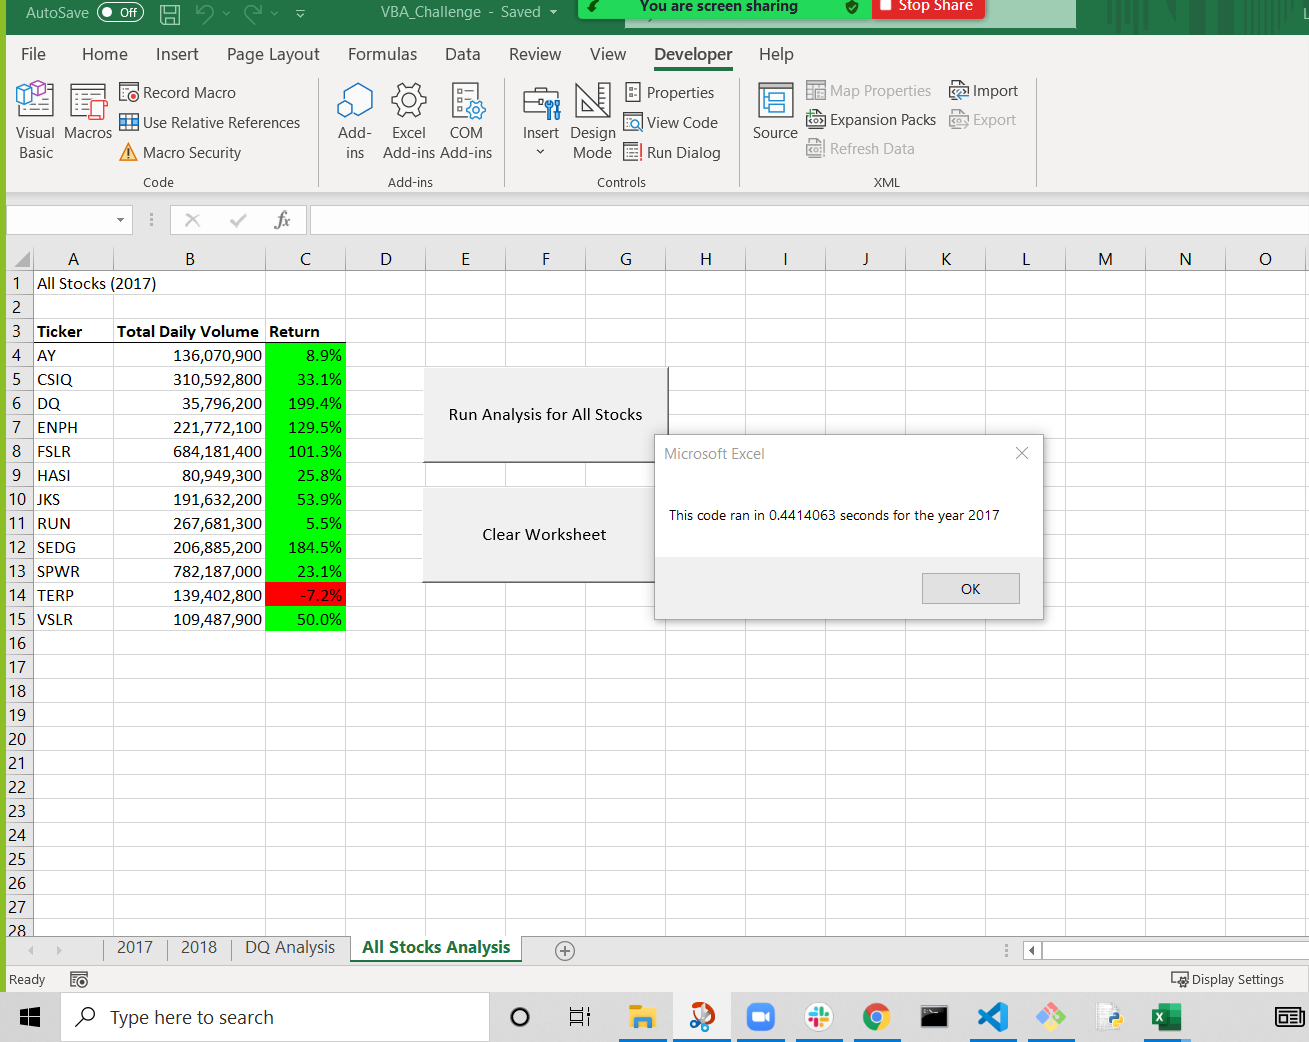 AutoSave Off VBA_Challenge - Saved You are screen sharing Stop Share
File Home Insert Page Layout Formulas Data Review View Developer Help
Visual Basic
Macros
Record Macro
Use Relative References
Macro Security
Code
Add-ins
Excel Add-ins
COM Add-ins
Add-ins
Insert
Design Mode
Properties
View Code
Run Dialog
Controls
Source
Map Properties
Expansion Packs
Refresh Data
Import
Export
XML
fx
A B C D E F G H I J K L M N O
1 All Stocks (2017)
2
3 Ticker Total Daily Volume Return
4 AY 136,070,900 8.9%
5 CSIQ 310,592,800 33.1%
6 DQ 35,796,200 199.4%
7 ENPH 221,772,100 129.5%
8 FSLR 684,181,400 101.3%
9 HASI 80,949,300 25.8%
10 JKS 191,632,200 53.9%
11 RUN 267,681,300 5.5%
12 SEDG 206,885,200 184.5%
13 SPWR 782,187,000 23.1%
14 TERP 139,402,800 -7.2%
15 VSLR 109,487,900 50.0%
16
17
18
19
20
21
22
23
24
25
26
27
28
Run Analysis for All Stocks
Clear Worksheet
Microsoft Excel
This code ran in 0.4414063 seconds for the year 2017
OK
2017 2018 DQ Analysis All Stocks Analysis
Ready Display Settings
Type here to search